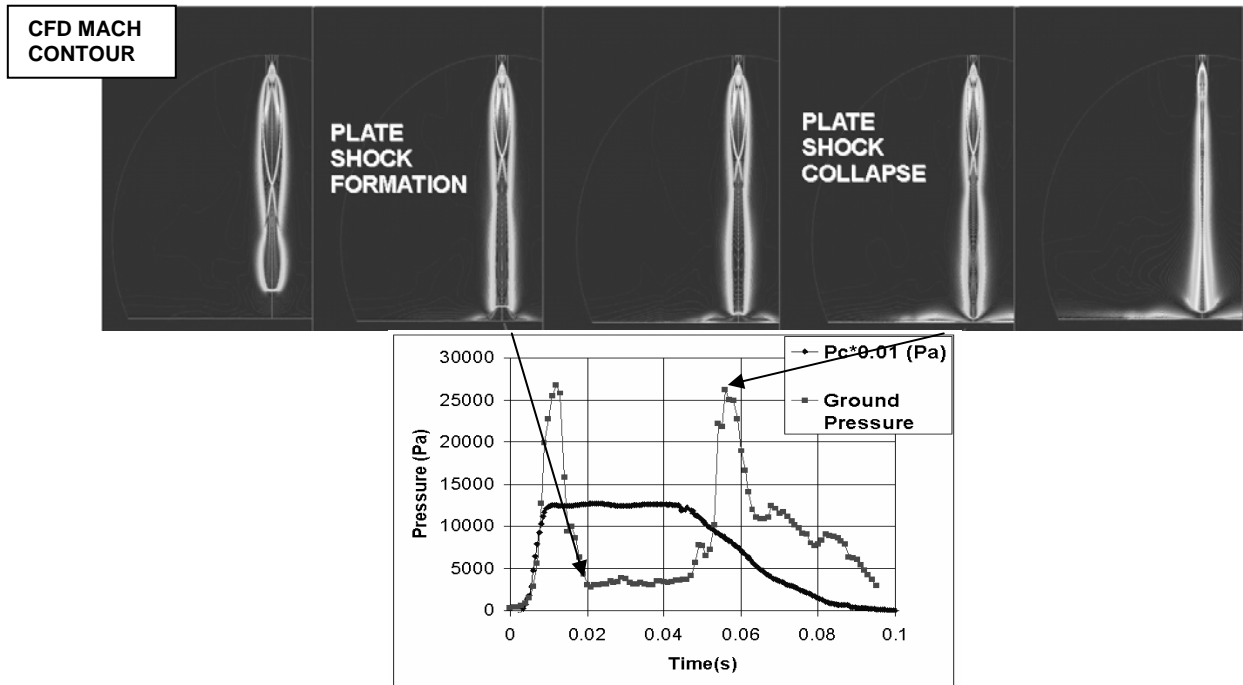 CFD MACH
CONTOUR
PLATE
SHOCK
FORMATION
PLATE
SHOCK
COLLAPSE
30000
25000
20000
15000
10000
5000
0
Pressure (Pa)
0
0.02
0.04
0.06
0.08
0.1
Time(s)
Pc*0.01 (Pa)
Ground
Pressure